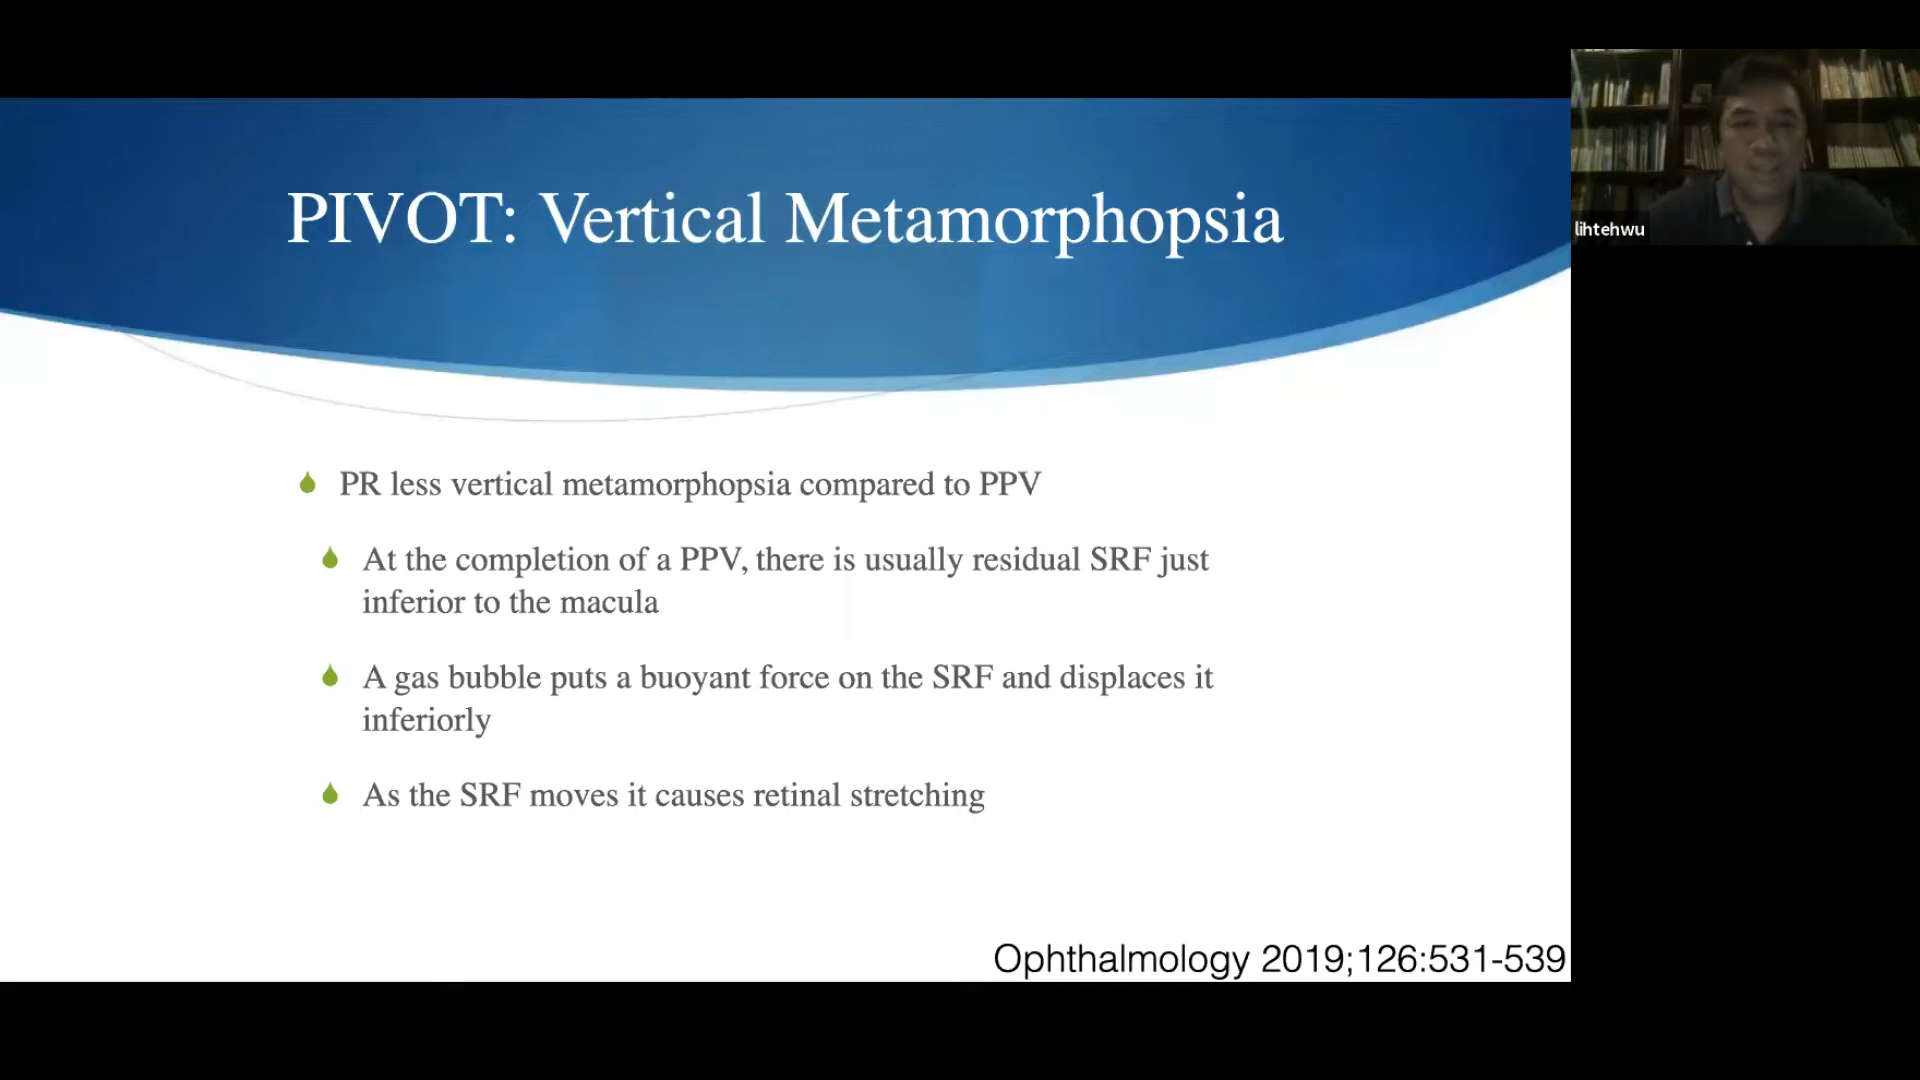 PIVOT: Vertical Metamorphopsia
lihtehwu
PR less vertical metamorphopsia compared to PPV
At the completion of a PPV, there is usually residual SRF just
inferior to the macula
A gas bubble puts a buoyant force on the SRF and displaces it
inferiorly
As the SRF moves it causes retinal stretching
Ophthalmology 2019;126:531-539